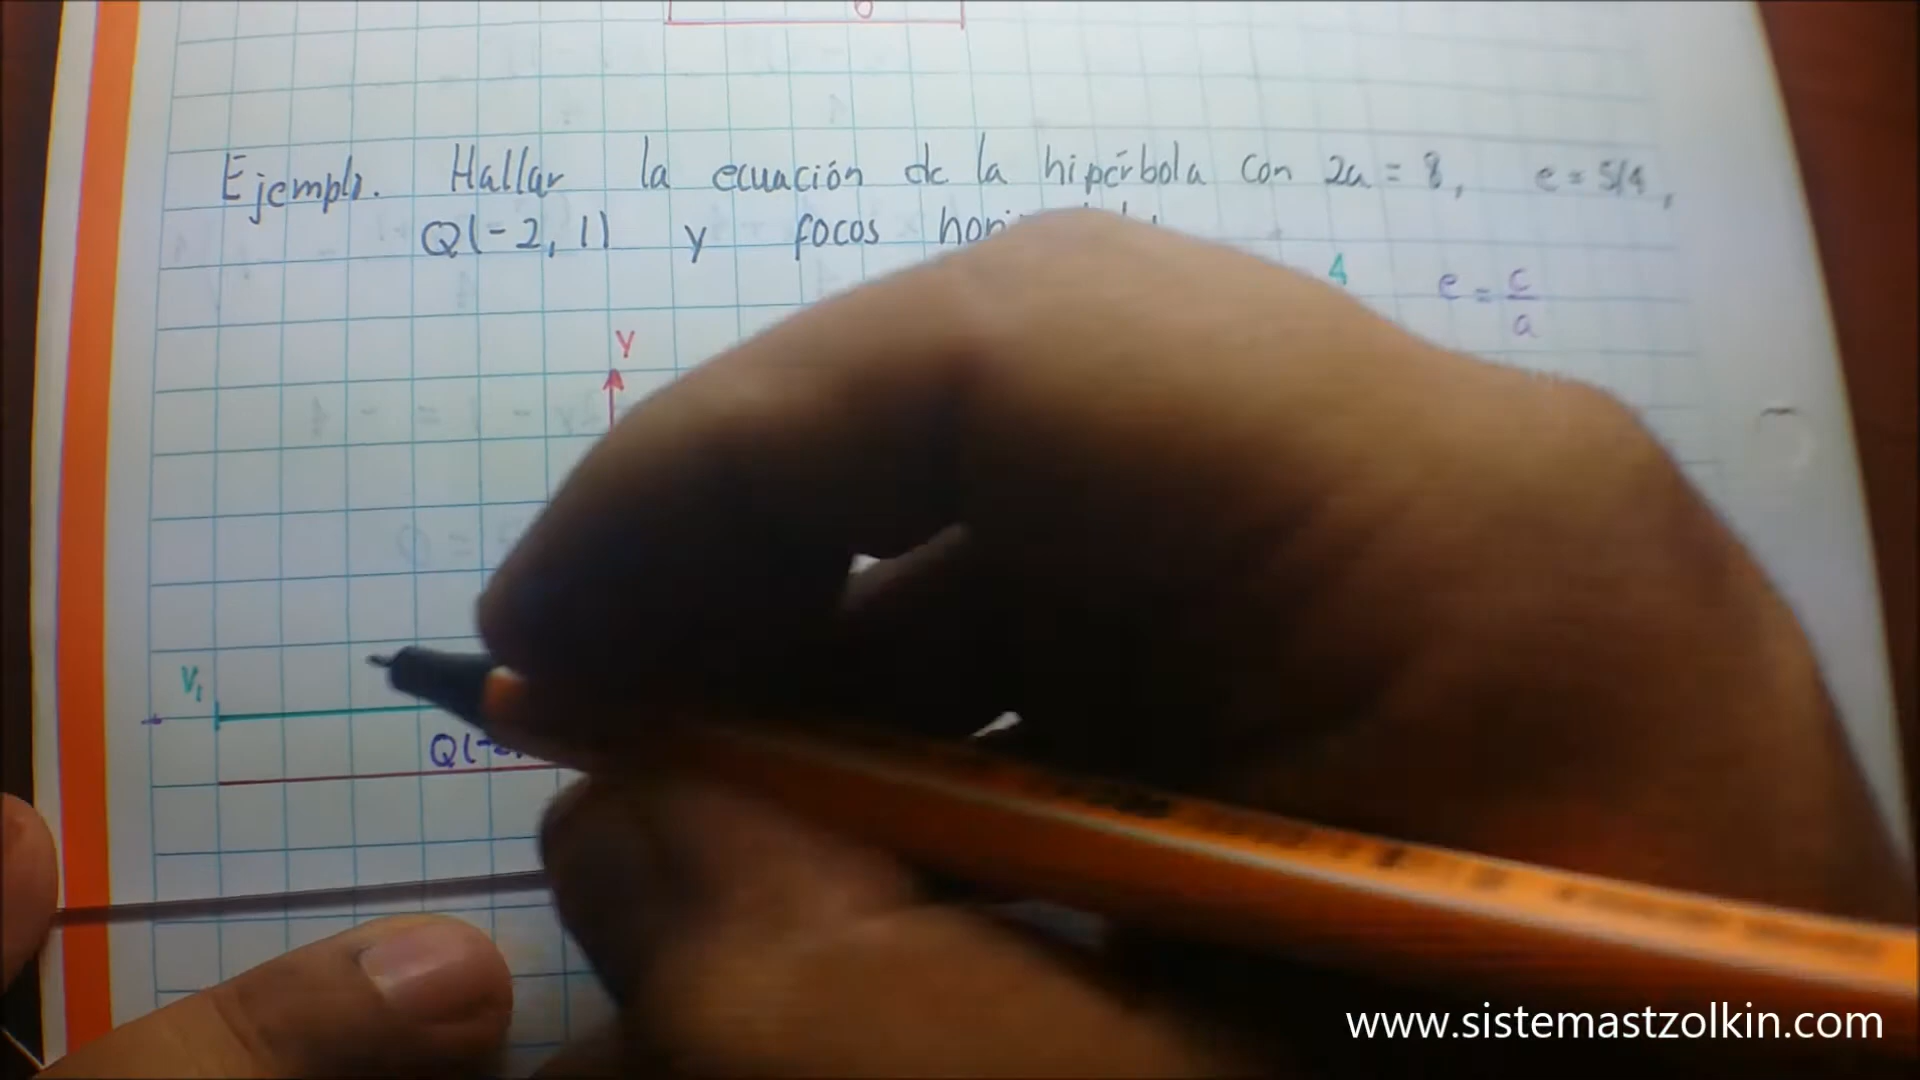 Ejemplo. Hallar la ecuación de la hipérbola con 2a = 8, e = 5/4,
Q(-2, 1) y focos
4
e = c/a
Y
V₁
www.sistemastzolkin.com